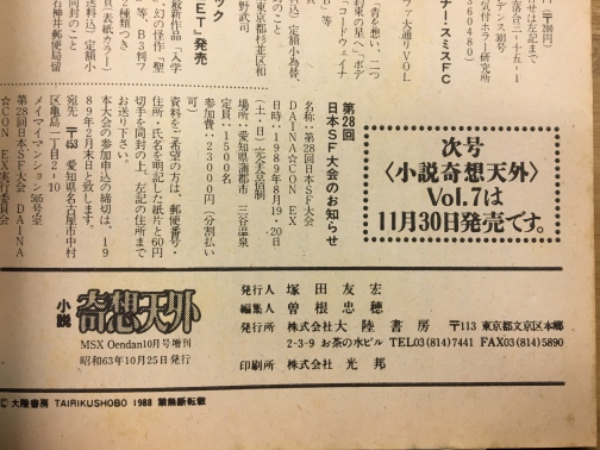 次号
〈小説奇想天外〉
Vol.7は
11月30日発売です。
第28回
日本SF大会のお知らせ
名称：第28回日本SF大会
DAINA☆CON EX
日時：1989年8月19・20日
（土・日）完全合宿制
場所：愛知県蒲郡市 三谷温泉
定員：1500名
参加費：23000円（分割払い
可）
資料をご希望の方は、郵便番号・
住所・氏名を明記した紙片と60円
切手を同封の上、左記の住所まで
お送り下さい。
本大会の参加申込の締切は、19
89年2月末日と致します。
宛先 〒453 愛知県名古屋市中村
区亀島一丁目2-10
メイマイマンション505号室
第28回日本SF大会 DAINA
☆CON EX実行委員会
小説 奇想天外
MSX Oendan10月号増刊
昭和63年10月25日発行
発行人 塚田友宏
編集人 曽根忠穂
発行所 株式会社大陸書房 〒113 東京都文京区本郷
2-3-9 お茶の水ビル TEL03(814)7441 FAX03(814)5890
印刷所 株式会社 光邦
© 大陸書房 TAIRIKUSHOBO 1988 禁無断転載